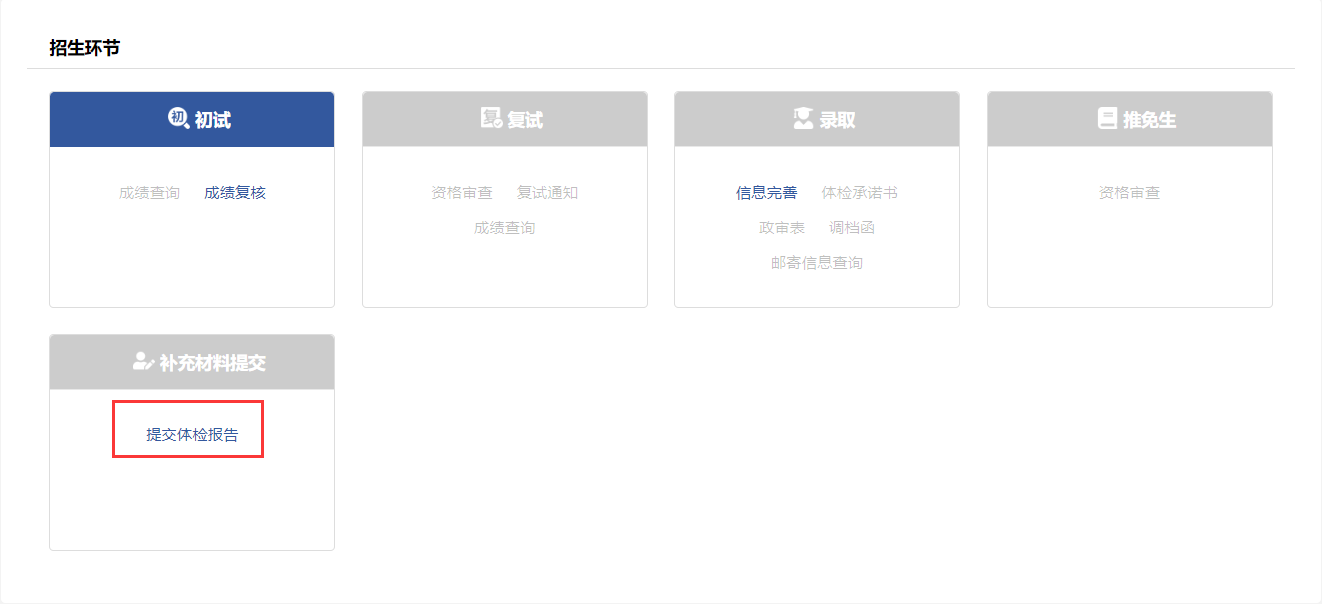 招生环节
初 初试
复 复试
录取
推免生
成绩查询 成绩复核
资格审查 复试通知
成绩查询
信息完善 体检承诺书
政审表 调档函
邮寄信息查询
资格审查
补充材料提交
提交体检报告